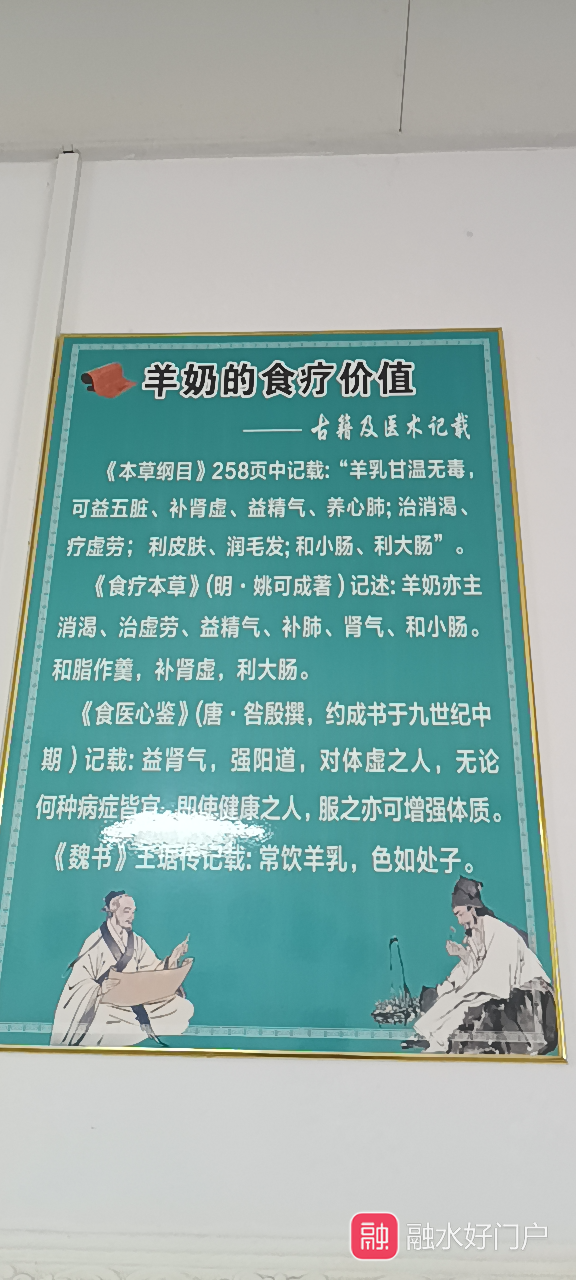 羊奶的食疗价值
——古籍及医术记载
《本草纲目》258页中记载:“羊乳甘温无毒,
可益五脏、补肾虚、益精气、养心肺;治消渴、
疗虚劳；利皮肤、润毛发;和小肠、利大肠”。
《食疗本草》(明·姚可成著)记述:羊奶亦主
消渴、治虚劳、益精气、补肺、肾气、和小肠。
和脂作羹，补肾虚，利大肠。
《食医心鉴》(唐·咎殷撰，约成书于九世纪中
期)记载:益肾气，强阳道，对体虚之人，无论
何种病症皆宜，即使健康之人,服之亦可增强体质。
《魏书》王琚传记载:常饮羊乳，色如处子。
融 融水好门户